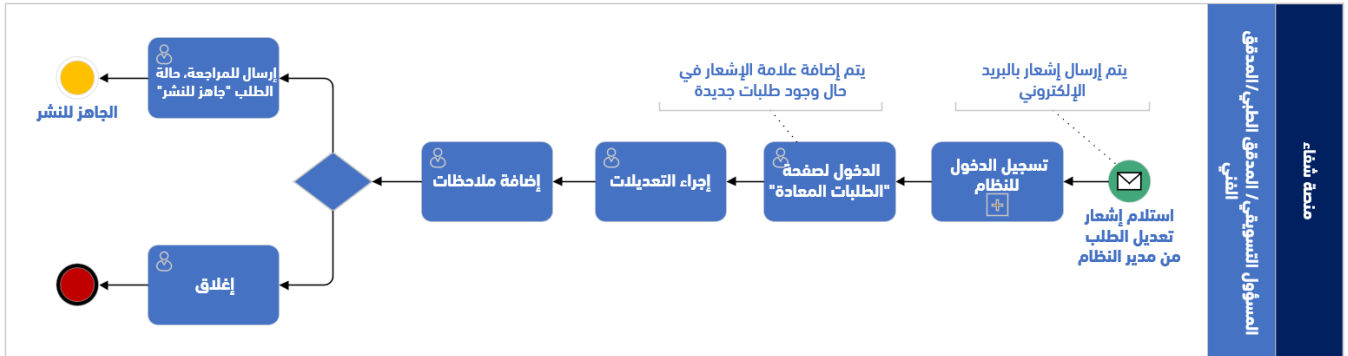 منصة شفاء
المسؤول التسويقي/ المدقق الطبي/ المدقق
الفني
يتم إرسال إشعار بالبريد
الإلكتروني
استلام إشعار
تعديل الطلب
من مدير النظام
تسجيل الدخول
للنظام
يتم إضافة علامة الإشعار في
حال وجود طلبات جديدة
الدخول لصفحة
"الطلبات المعادة"
إجراء التعديلات
إضافة ملاحظات
إرسال للمراجعة، حالة
الطلب "جاهز للنشر"
الجاهز للنشر
إغلاق